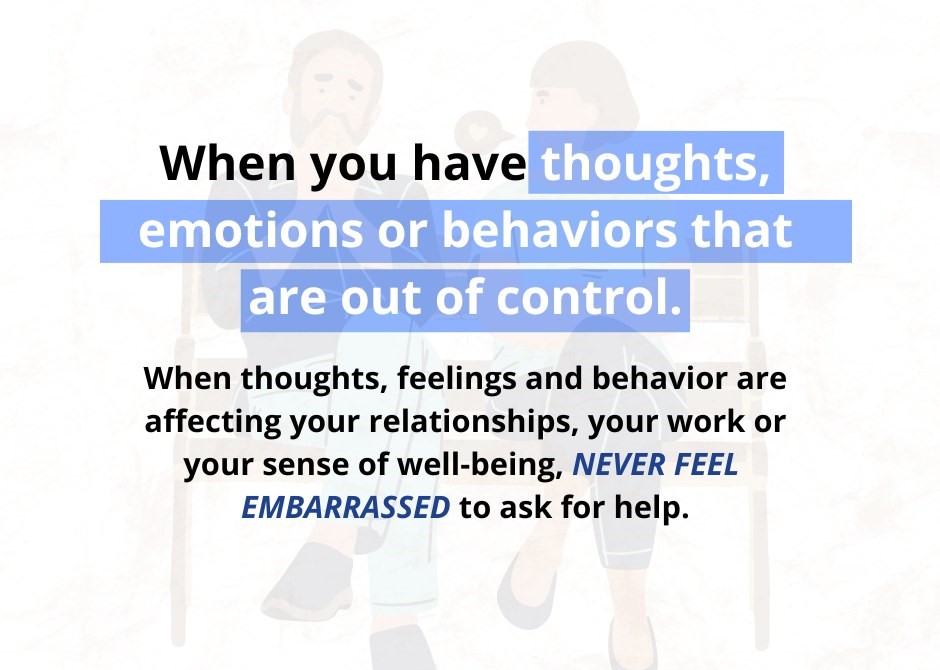 When you have thoughts,
emotions or behaviors that
are out of control.
When thoughts, feelings and behavior are
affecting your relationships, your work or
your sense of well-being, NEVER FEEL
EMBARRASSED to ask for help.